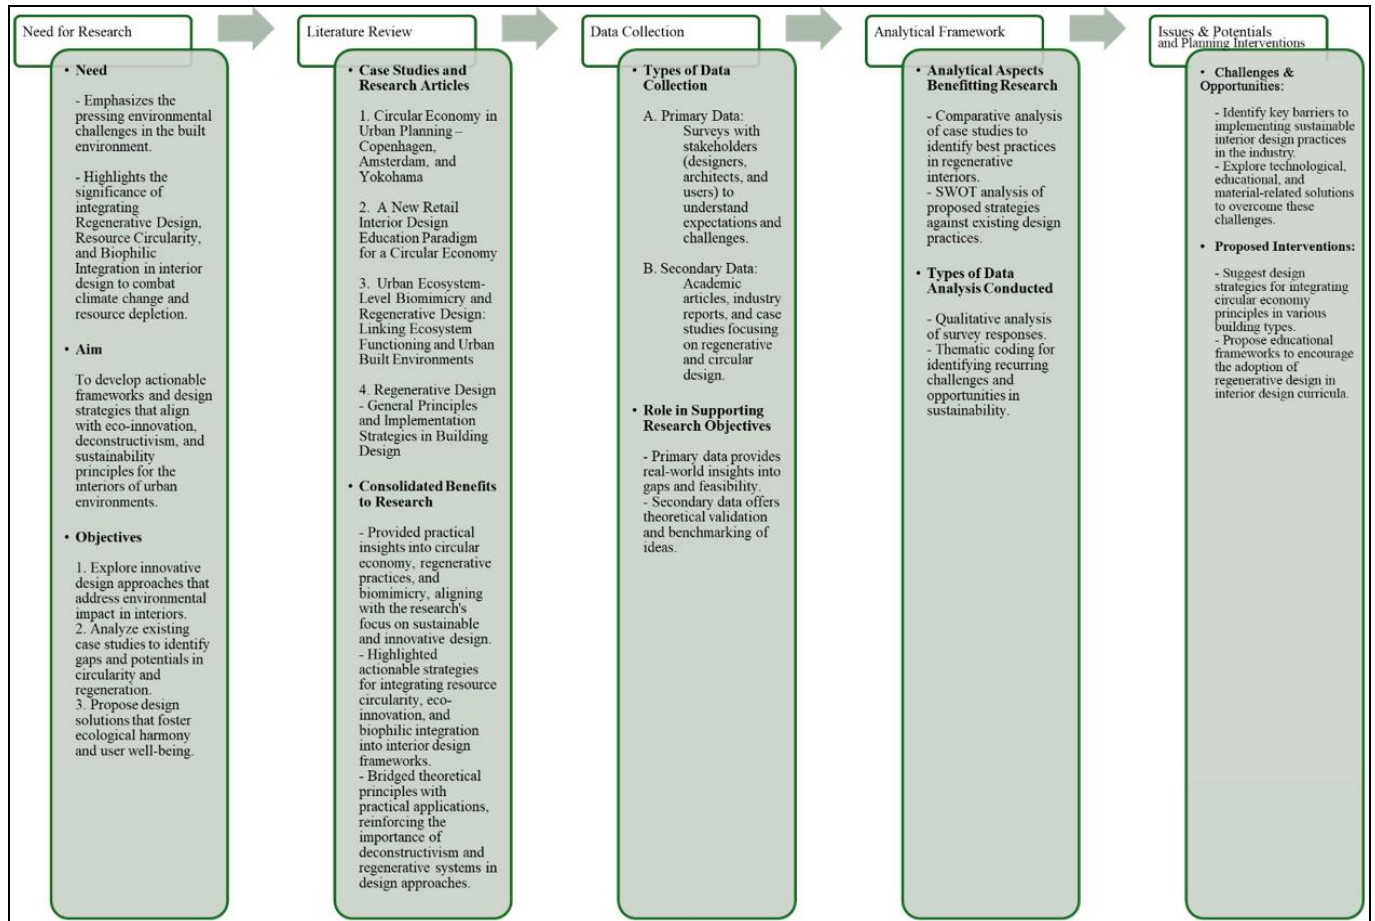 Need for Research
• Need
- Emphasizes the
pressing environmental
challenges in the built
environment.
- Highlights the
significance of
integrating
Regenerative Design,
Resource Circularity,
and Biophilic
Integration in interior
design to combat
climate change and
resource depletion.
• Aim
To develop actionable
frameworks and design
strategies that align
with eco-innovation,
deconstructivism, and
sustainability
principles for the
interiors of urban
environments.
• Objectives
1. Explore innovative
design approaches that
address environmental
impact in interiors.
2. Analyze existing
case studies to identify
gaps and potentials in
circularity and
regeneration.
3. Propose design
solutions that foster
ecological harmony
and user well-being.
Literature Review
• Case Studies and
Research Articles
1. Circular Economy in
Urban Planning –
Copenhagen,
Amsterdam, and
Yokohama
2. A New Retail
Interior Design
Education Paradigm
for a Circular Economy
3. Urban Ecosystem-
Level Biomimicry and
Regenerative Design:
Linking Ecosystem
Functioning and Urban
Built Environments
4. Regenerative Design
- General Principles
and Implementation
Strategies in Building
Design
• Consolidated Benefits
to Research
- Provided practical
insights into circular
economy, regenerative
practices, and
biomimicry, aligning
with the research's
focus on sustainable
and innovative design.
- Highlighted
actionable strategies
for integrating resource
circularity, eco-
innovation, and
biophilic integration
into interior design
frameworks.
- Bridged theoretical
principles with
practical applications,
reinforcing the
importance of
deconstructivism and
regenerative systems in
design approaches.
Data Collection
• Types of Data
Collection
A. Primary Data:
Surveys with
stakeholders
(designers,
architects, and
users) to
understand
expectations and
challenges.
B. Secondary Data:
Academic
articles, industry
reports, and case
studies focusing
on regenerative
and circular
design.
• Role in Supporting
Research Objectives
- Primary data provides
real-world insights into
gaps and feasibility.
- Secondary data offers
theoretical validation
and benchmarking of
ideas.
Analytical Framework
• Analytical Aspects
Benefitting Research
- Comparative analysis
of case studies to
identify best practices
in regenerative
interiors.
- SWOT analysis of
proposed strategies
against existing design
practices.
• Types of Data
Analysis Conducted
- Qualitative analysis
of survey responses.
- Thematic coding for
identifying recurring
challenges and
opportunities in
sustainability.
Issues & Potentials
and Planning Interventions
• Challenges &
Opportunities:
- Identify key barriers to
implementing sustainable
interior design practices
in the industry.
- Explore technological,
educational, and
material-related solutions
to overcome these
challenges.
• Proposed Interventions:
- Suggest design
strategies for integrating
circular economy
principles in various
building types.
- Propose educational
frameworks to encourage
the adoption of
regenerative design in
interior design curricula.